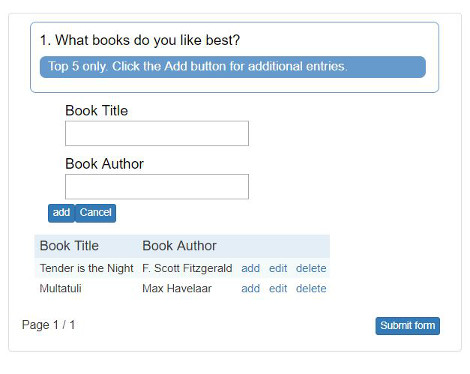 1. What books do you like best?
Top 5 only. Click the Add button for additional entries.
Book Title
Book Author
add Cancel
Book Title Book Author
Tender is the Night F. Scott Fitzgerald add edit delete
Multatuli Max Havelaar add edit delete
Page 1 / 1 Submit form